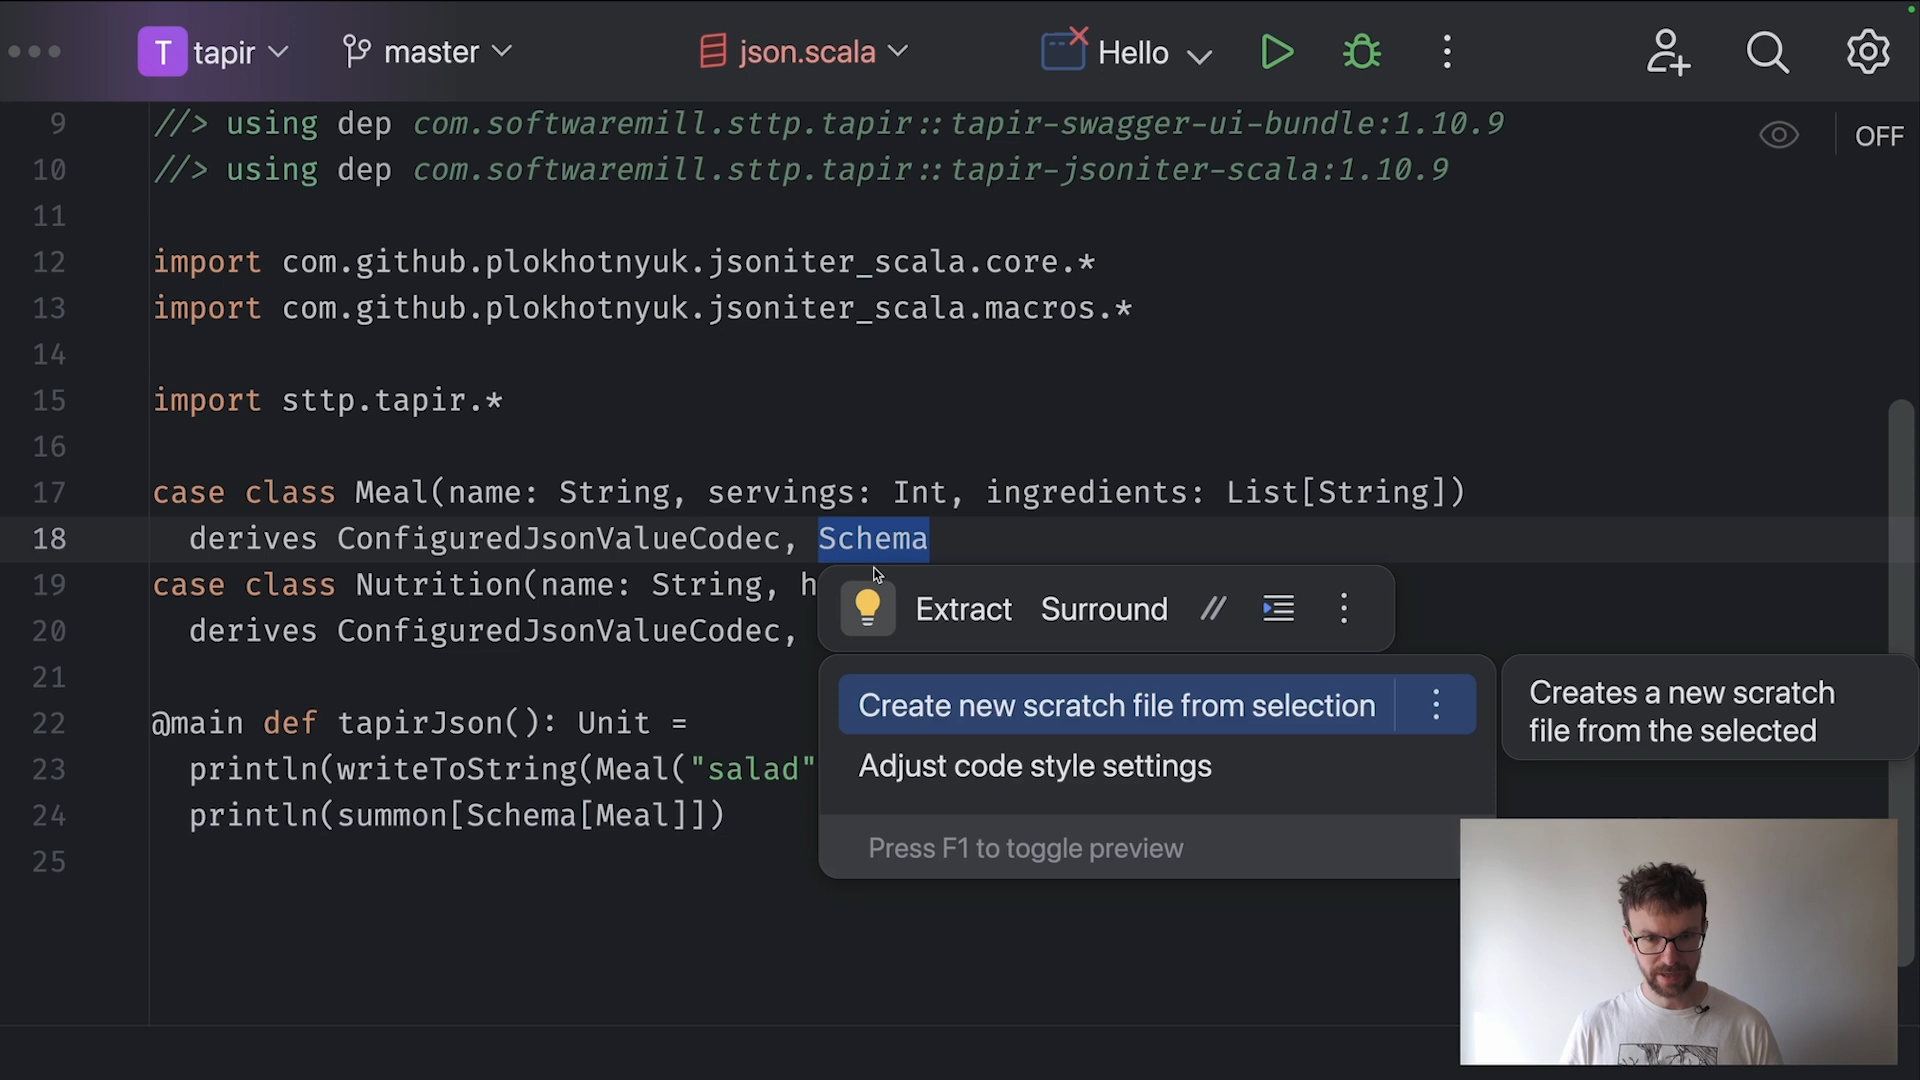 T tapir
master
json.scala
Hello
9 //> using dep com.softwaremill.sttp.tapir::tapir-swagger-ui-bundle:1.10.9
OFF
10 //> using dep com.softwaremill.sttp.tapir::tapir-jsoniter-scala:1.10.9
11
12 import com.github.plokhotnyuk.jsoniter_scala.core.*
13 import com.github.plokhotnyuk.jsoniter_scala.macros.*
14
15 import sttp.tapir.*
16
17 case class Meal(name: String, servings: Int, ingredients: List[String])
18 derives ConfiguredJsonValueCodec, Schema
19 case class Nutrition(name: String, h
20 derives ConfiguredJsonValueCodec,
21
22 @main def tapirJson(): Unit =
23 println(writeToString(Meal("salad"
24 println(summon[Schema[Meal]])
25
Extract Surround //
Create new scratch file from selection
Adjust code style settings
Press F1 to toggle preview
Creates a new scratch
file from the selected